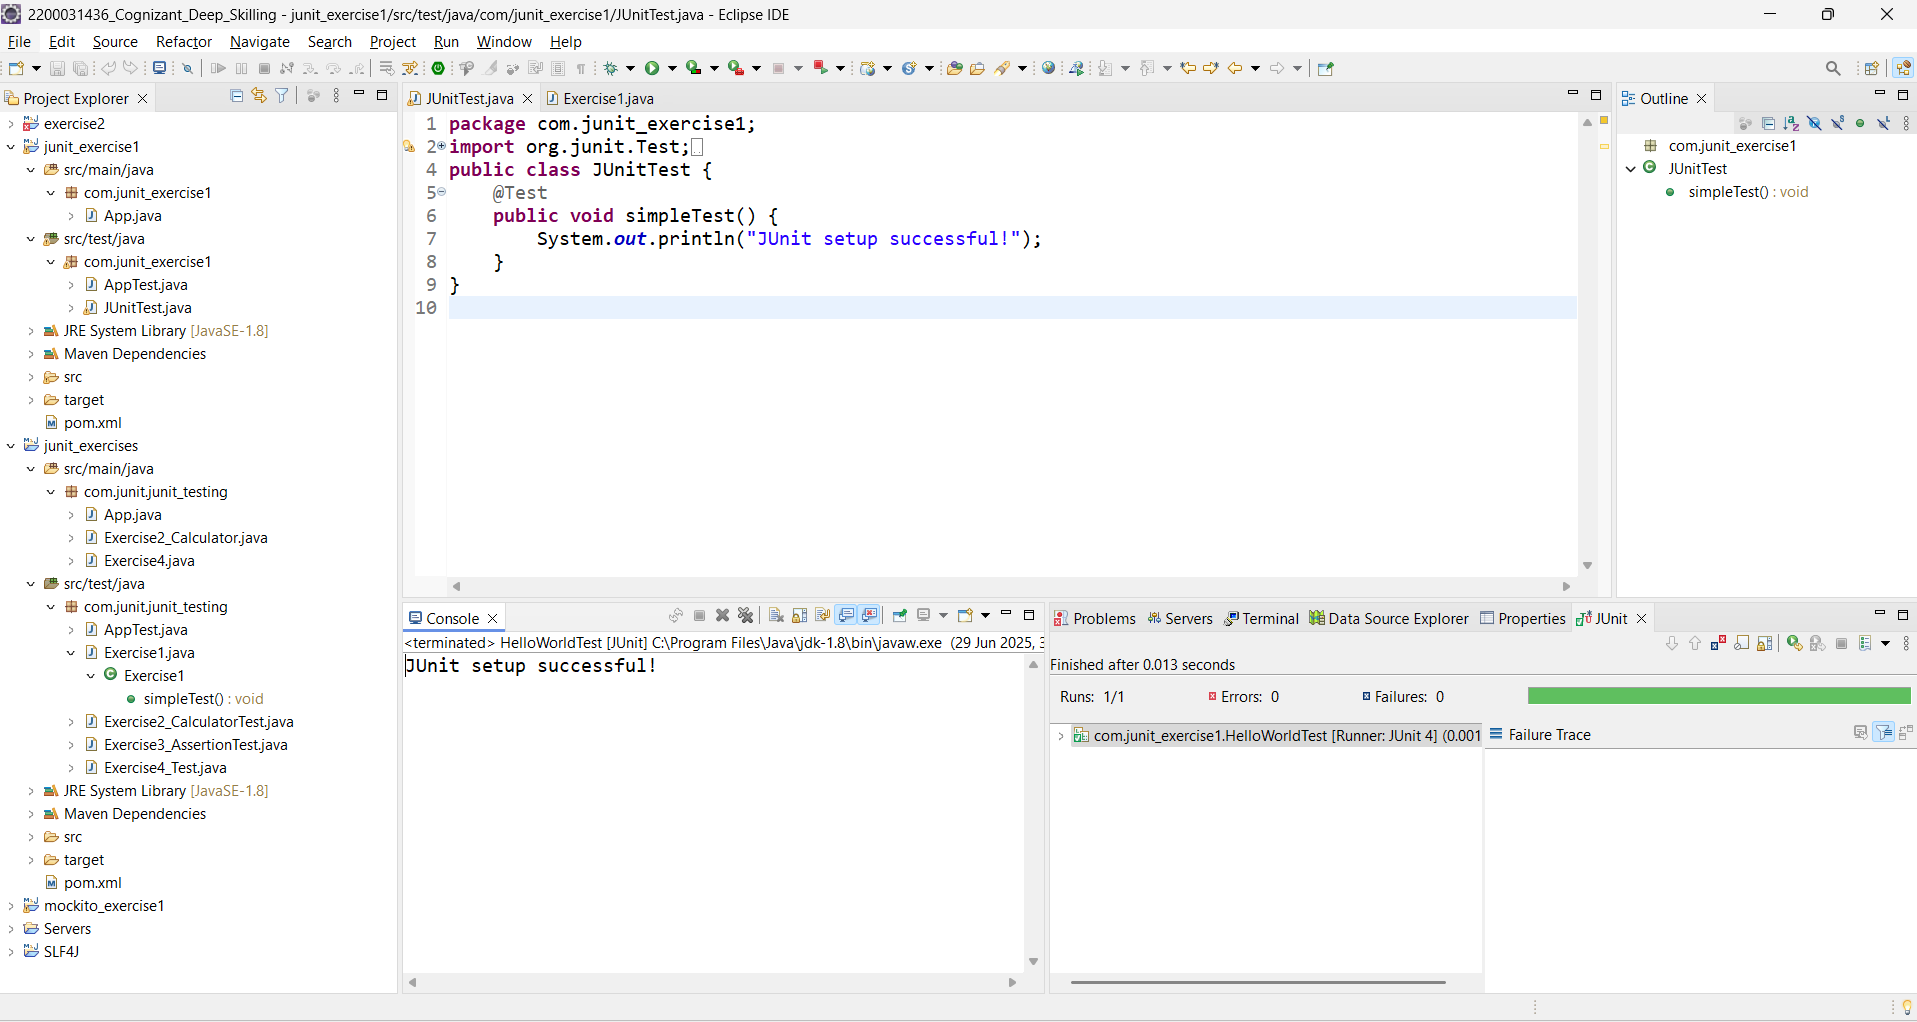 2200031436_Cognizant_Deep_Skilling - junit_exercise1/src/test/java/com/junit_exercise1/JUnitTest.java - Eclipse IDE
File Edit Source Refactor Navigate Search Project Run Window Help
Project Explorer
exercise2
junit_exercise1
src/main/java
com.junit_exercise1
App.java
src/test/java
com.junit_exercise1
AppTest.java
JUnitTest.java
JRE System Library [JavaSE-1.8]
Maven Dependencies
src
target
pom.xml
junit_exercises
src/main/java
com.junit.junit_testing
App.java
Exercise2_Calculator.java
Exercise4.java
src/test/java
com.junit.junit_testing
AppTest.java
Exercise1.java
Exercise1
simpleTest() : void
Exercise2_CalculatorTest.java
Exercise3_AssertionTest.java
Exercise4_Test.java
JRE System Library [JavaSE-1.8]
Maven Dependencies
src
target
pom.xml
mockito_exercise1
Servers
SLF4J
JUnitTest.java Exercise1.java
1 package com.junit_exercise1;
2 import org.junit.Test;
4 public class JUnitTest {
5 @Test
6 public void simpleTest() {
7 System.out.println("JUnit setup successful!");
8 }
9 }
10
Outline
com.junit_exercise1
JUnitTest
simpleTest() : void
Console
<terminated> HelloWorldTest [JUnit] C:\Program Files\Java\jdk-1.8\bin\javaw.exe (29 Jun 2025, 3
JUnit setup successful!
Problems Servers Terminal Data Source Explorer Properties JUnit
Finished after 0.013 seconds
Runs: 1/1 Errors: 0 Failures: 0
com.junit_exercise1.HelloWorldTest [Runner: JUnit 4] (0.001
Failure Trace